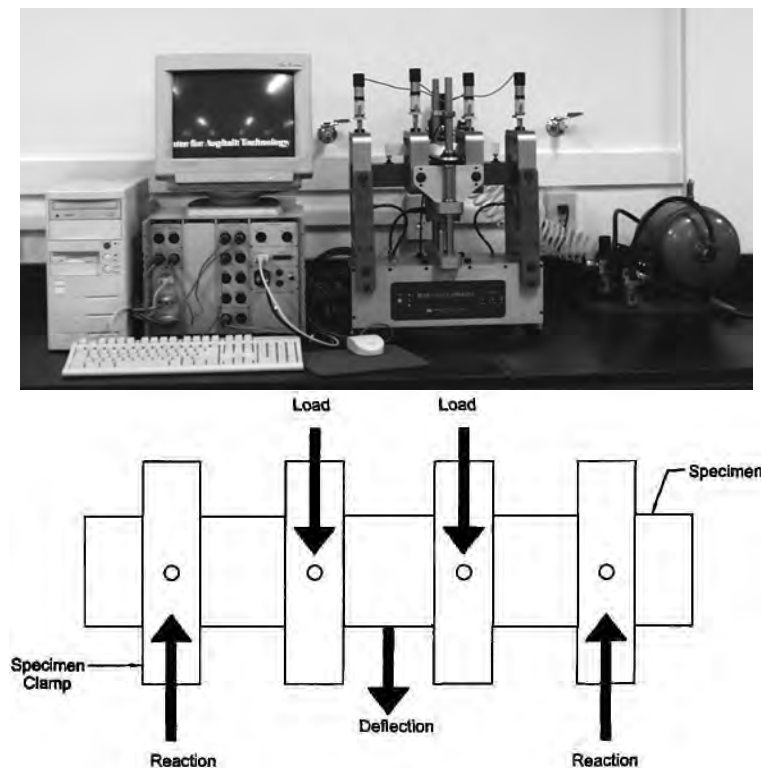 ter for Asphalt Technology
Load Load
Specimen
Specimen
Clamp
Deflection
Reaction Reaction